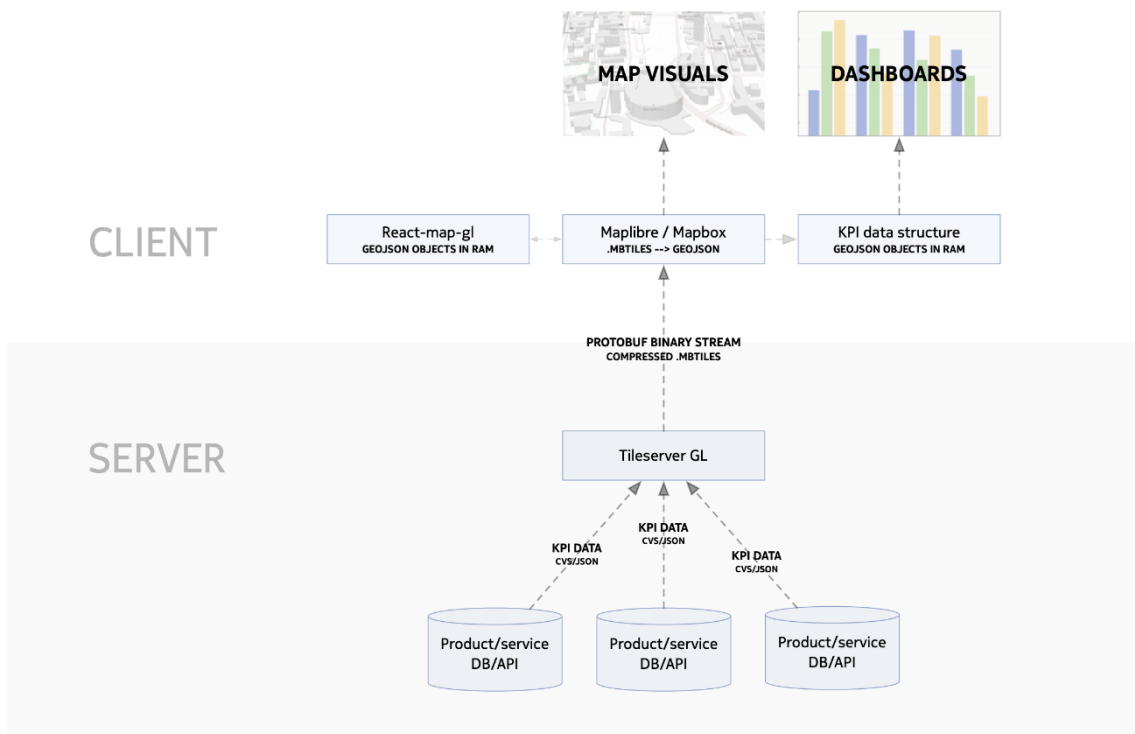 MAP VISUALS
DASHBOARDS
CLIENT
React-map-gl
GEOJSON OBJECTS IN RAM
Maplibre / Mapbox
.MBTILES --> GEOJSON
KPI data structure
GEOJSON OBJECTS IN RAM
PROTOBUF BINARY STREAM
COMPRESSED .MBTILES
SERVER
Tileserver GL
KPI DATA
CVS/JSON
KPI DATA
CVS/JSON
KPI DATA
CVS/JSON
Product/service
DB/API
Product/service
DB/API
Product/service
DB/API